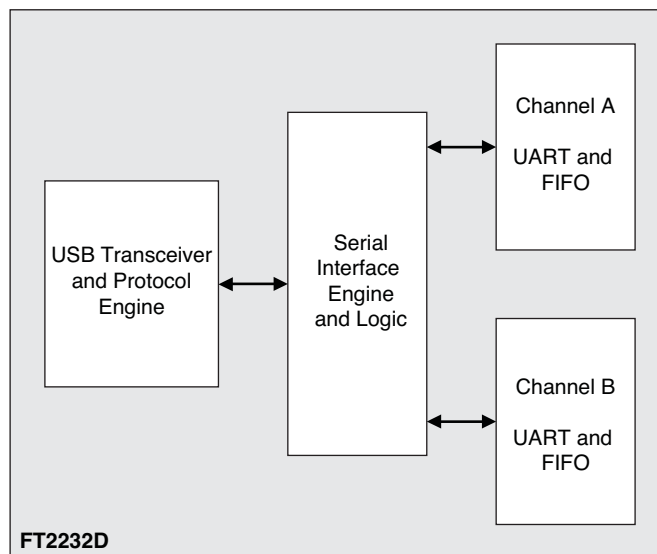 USB Transceiver
and Protocol
Engine
Serial
Interface
Engine
and Logic
Channel A
UART and
FIFO
Channel B
UART and
FIFO
FT2232D